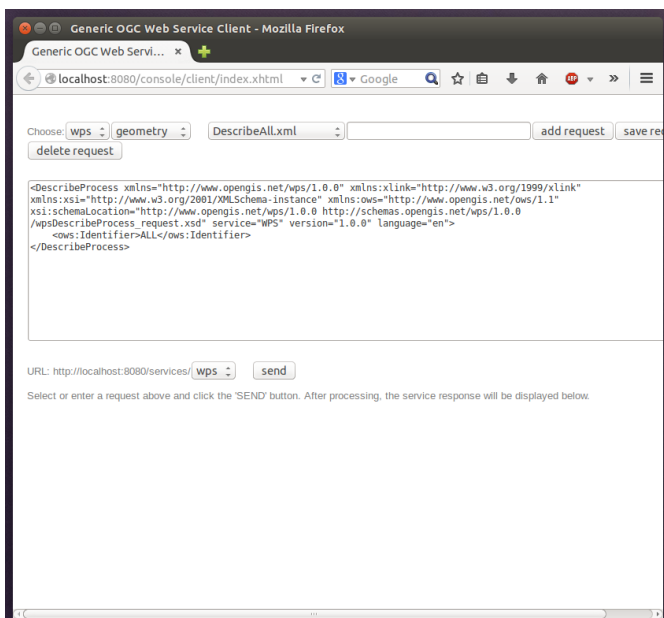 Generic OGC Web Service Client - Mozilla Firefox
Generic OGC Web Servi... ×
localhost:8080/console/client/index.xhtml Google ABP »
Choose: wps geometry DescribeAll.xml add request save re
delete request
<DescribeProcess xmlns="http://www.opengis.net/wps/1.0.0" xmlns:xlink="http://www.w3.org/1999/xlink"
xmlns:xsi="http://www.w3.org/2001/XMLSchema-instance" xmlns:ows="http://www.opengis.net/ows/1.1"
xsi:schemaLocation="http://www.opengis.net/wps/1.0.0 http://schemas.opengis.net/wps/1.0.0
/wpsDescribeProcess_request.xsd" service="WPS" version="1.0.0" language="en">
<ows:Identifier>ALL</ows:Identifier>
</DescribeProcess>
URL: http://localhost:8080/services/ wps send
Select or enter a request above and click the 'SEND' button. After processing, the service response will be displayed below.